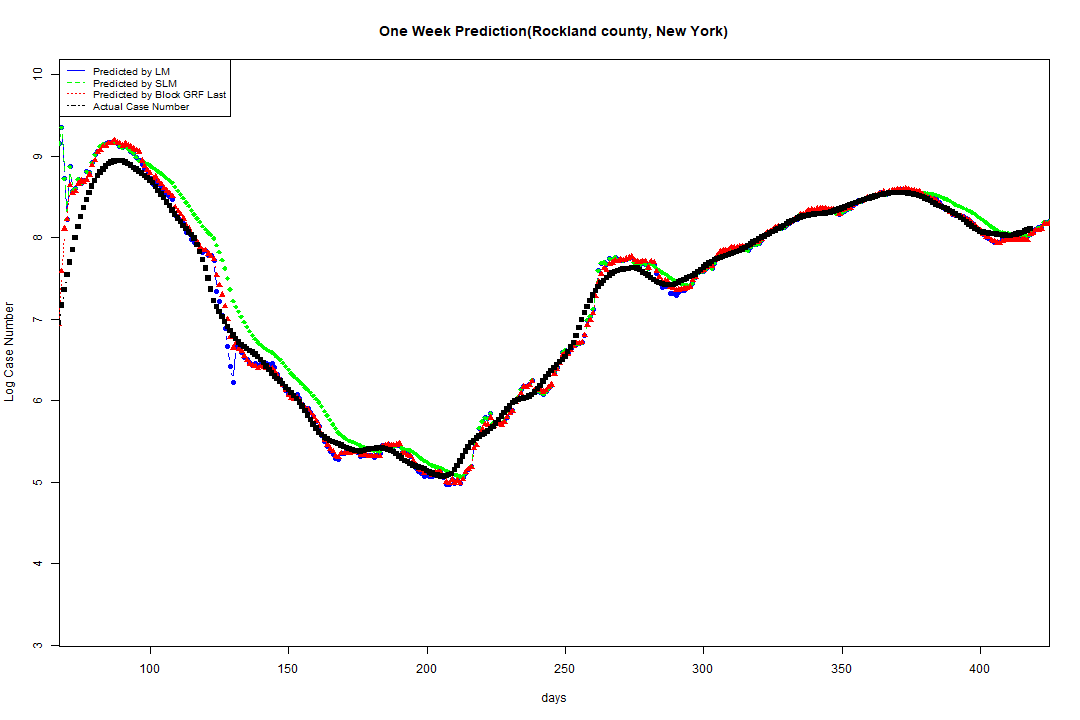 One Week Prediction(Rockland county, New York)
Predicted by LM
Predicted by SLM
Predicted by Block GRF Last
Actual Case Number
10
9
8
7
6
5
4
3
Log Case Number
100 150 200 250 300 350 400
days